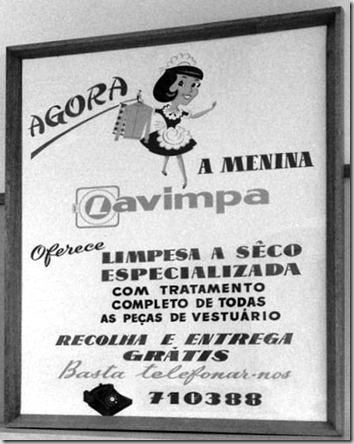 AGORA
A MENINA
Lavimpa
Oferece
LIMPESA A SÊCO
ESPECIALIZADA
COM TRATAMENTO
COMPLETO DE TODAS
AS PEÇAS DE VESTUÁRIO
RECOLHA E ENTREGA
GRÁTIS
Basta telefonar-nos
710388